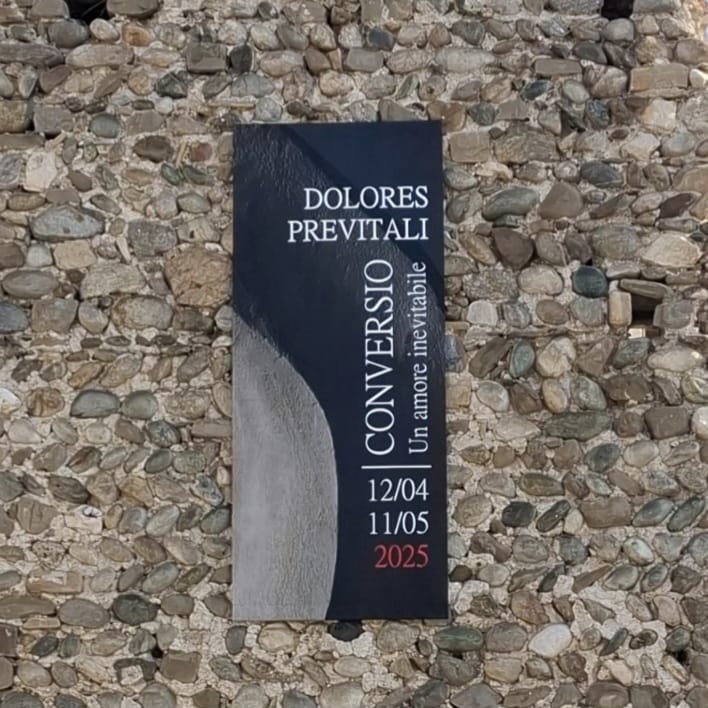 DOLORES
PREVITALI
CONVERSIO
Un amore inevitabile
12/04
11/05
2025